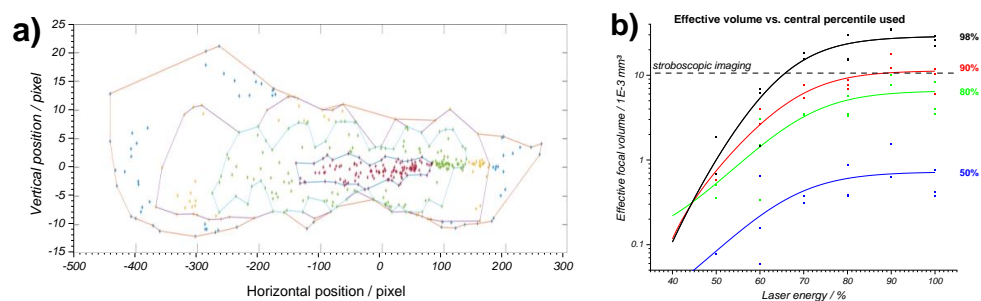 a)
Vertical position / pixel
25
20
15
10
5
0
-5
-10
-15
-500 -400 -300 -200 -100 0 100 200 300
Horizontal position / pixel
b)
Effective volume vs. central percentile used
Effective focal volume / 1E-3 mm³
10
1
0.1
stroboscopic imaging
98%
90%
80%
50%
40 50 60 70 80 90 100
Laser energy / %